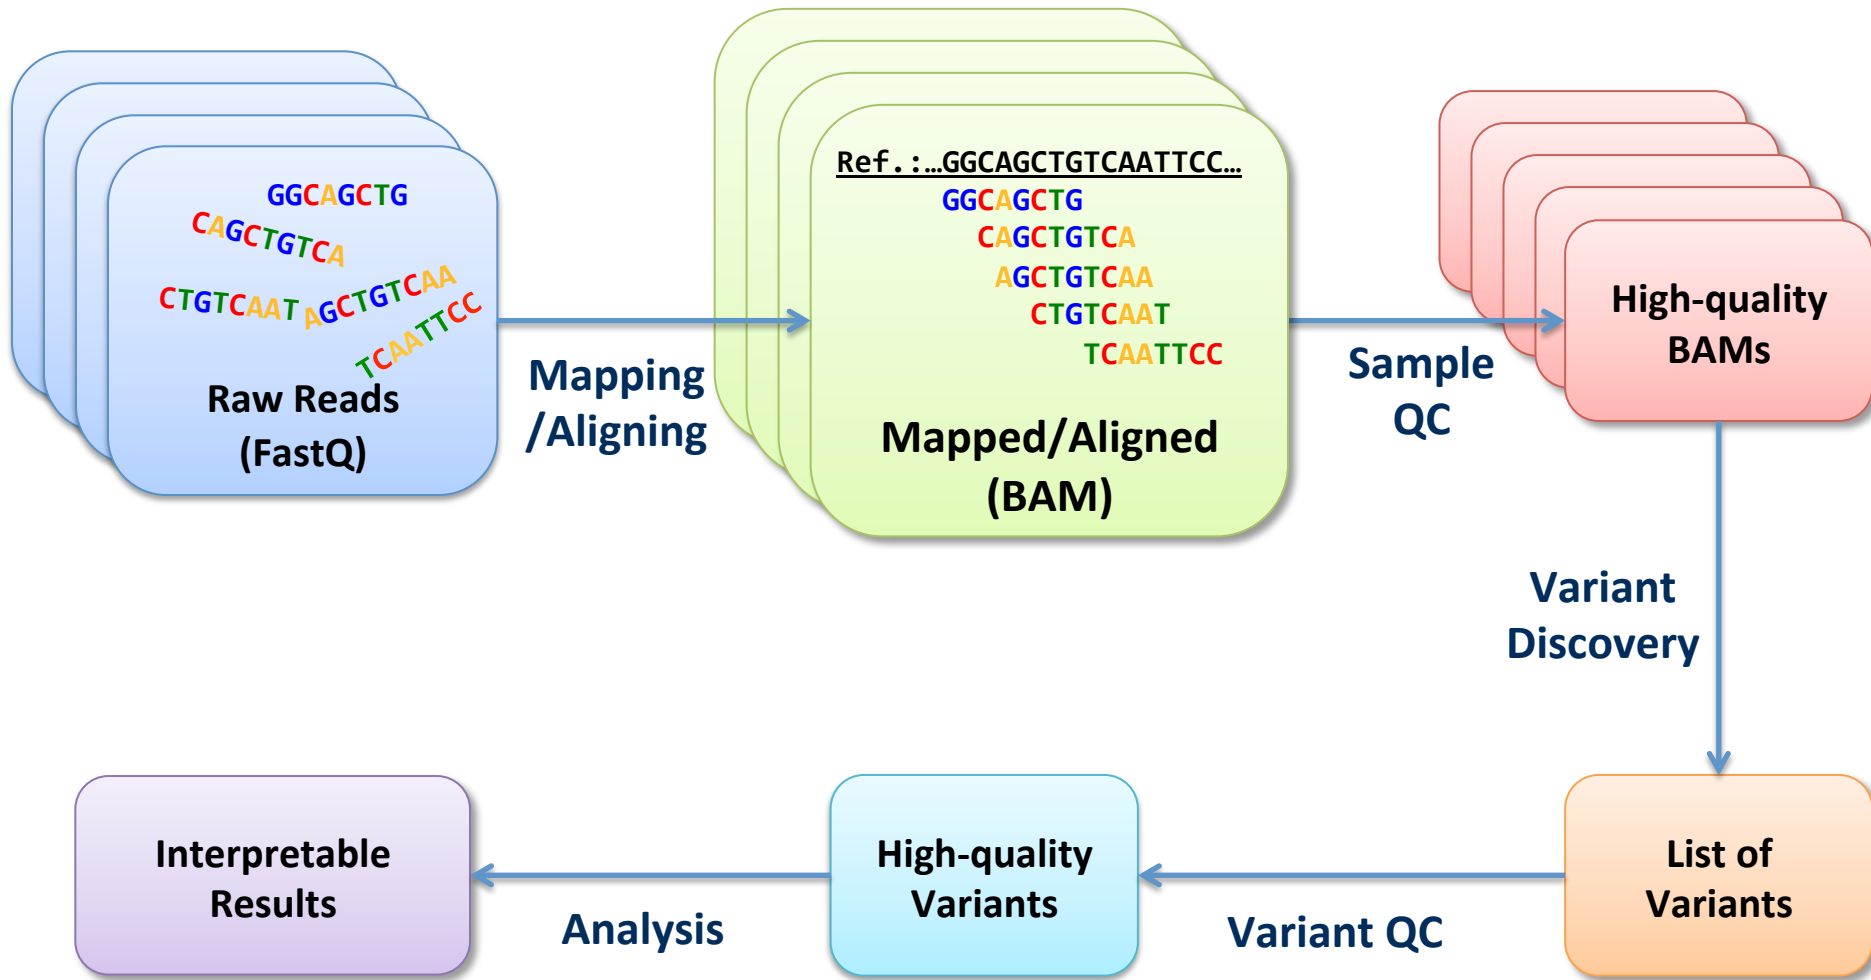 GGCAGCTG
CAGCTGTCA
CTGTCAAT
AGCTGTCAA
TCAATTCC
Raw Reads
(FastQ)
Mapping
/Aligning
Ref.:…GGCAGCTGTCAATTCC…
GGCAGCTG
CAGCTGTCA
AGCTGTCAA
CTGTCAAT
TCAATTCC
Mapped/Aligned
(BAM)
Sample
QC
High-quality
BAMs
Variant
Discovery
List of
Variants
Variant QC
High-quality
Variants
Analysis
Interpretable
Results